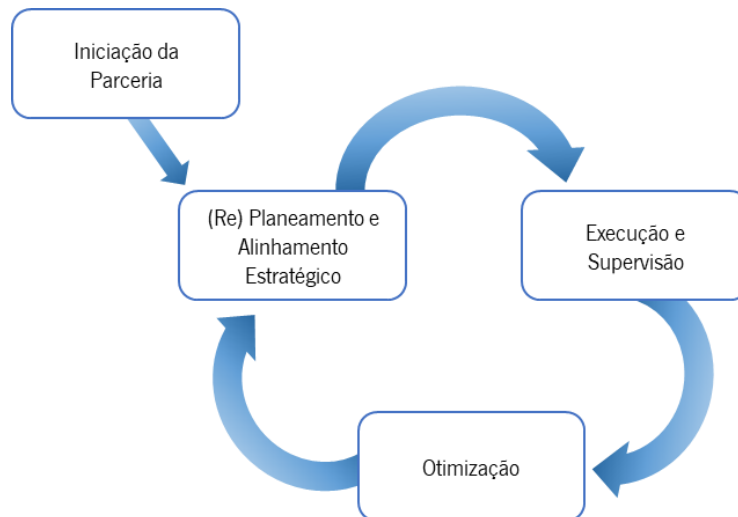 Iniciação da
Parceria
(Re) Planeamento e
Alinhamento
Estratégico
Execução e
Supervisão
Otimização